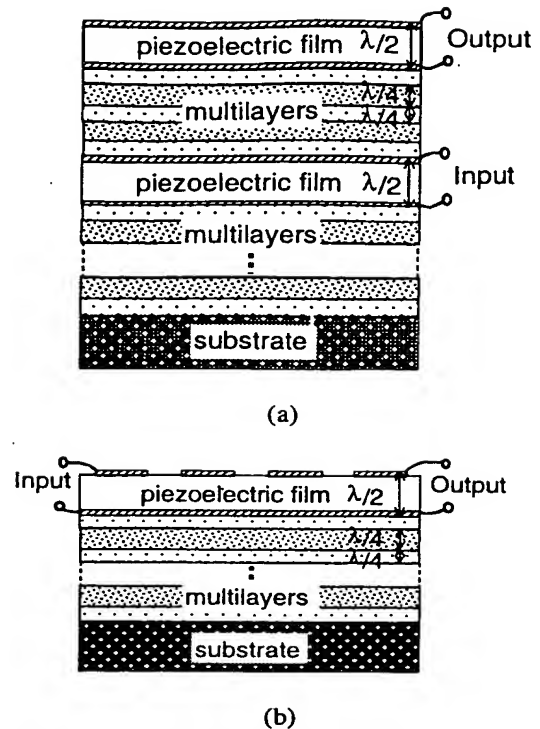 piezoelectric film λ/2 Output
λ/4
multilayers
λ/4
piezoelectric film λ/2 Input
multilayers
substrate
(a)
Input
piezoelectric film λ/2 Output
λ/4
λ/4
multilayers
substrate
(b)